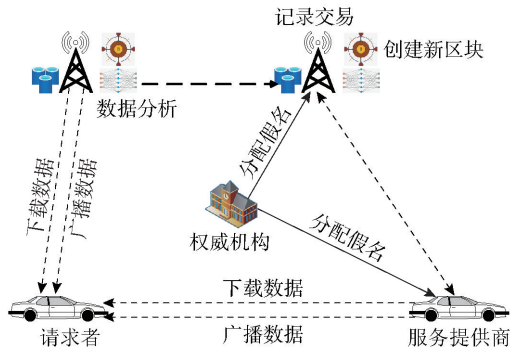 记录交易
创建新区块
数据分析
下载数据
广播数据
分配假名
权威机构
分配假名
下载数据
广播数据
请求者
服务提供商